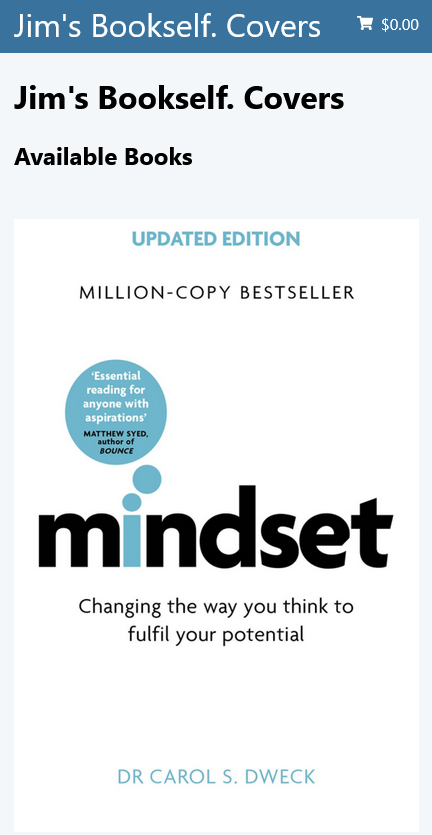 Jim's Bookself. Covers
$0.00
Jim's Bookself. Covers
Available Books
UPDATED EDITION
MILLION-COPY BESTSELLER
'Essential
reading for
anyone with
aspirations'
MATTHEW SYED,
author of
BOUNCE
mindset
Changing the way you think to
fulfil your potential
DR CAROL S. DWECK